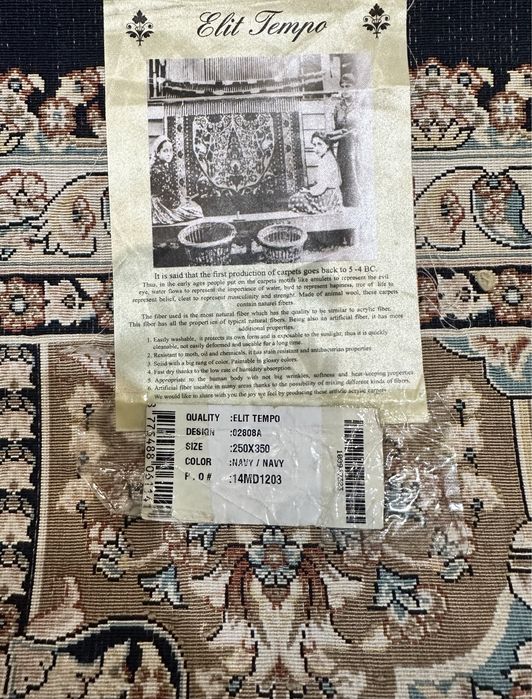 Elit Tempo
It is said that the first production of carpets goes back to 5-4 BC.
Thus, in the early ages people put on the carpets motifs like amulets to represent the evil
eye, water flows to represent the importance of water, bird to represent hapiness, tree of life to
represent belief, chest to represent masculinity and strenght. Made of animal wool, these carpets
contain naturel fibers.
The fiber used is the most natural fiber which has the quality to be similar to acrylic fiber.
This fiber has all the properties of typical natural fibers. Being also an artificial fiber, it has more
additional properties.
1. Easily washable, it protects its own form and is exposable to the sunlight; thus it is quickly
cleanable, not easily deformed and useable for a long time.
2. Resistant to moth, oil and chemicals, it has stain resistant and antibacterian properties
3. Solid with a big rang of color, Paintable in glossy colors.
4. Fast dry thanks to the low rate of humidity absorption.
5. Appropriate to the human body with not big wrinkles, softness and heat-keeping properties
6. Artificial fiber useable in many areas thanks to the possibility of mixing different kinds of fibers.
We would like to share with you the joy we feel by producing these artistic acrylic carpets
QUALITY :ELIT TEMPO
DESIGN :02808A
SIZE :250X350
COLOR :NAVY / NAVY
P.O# :14MD1203